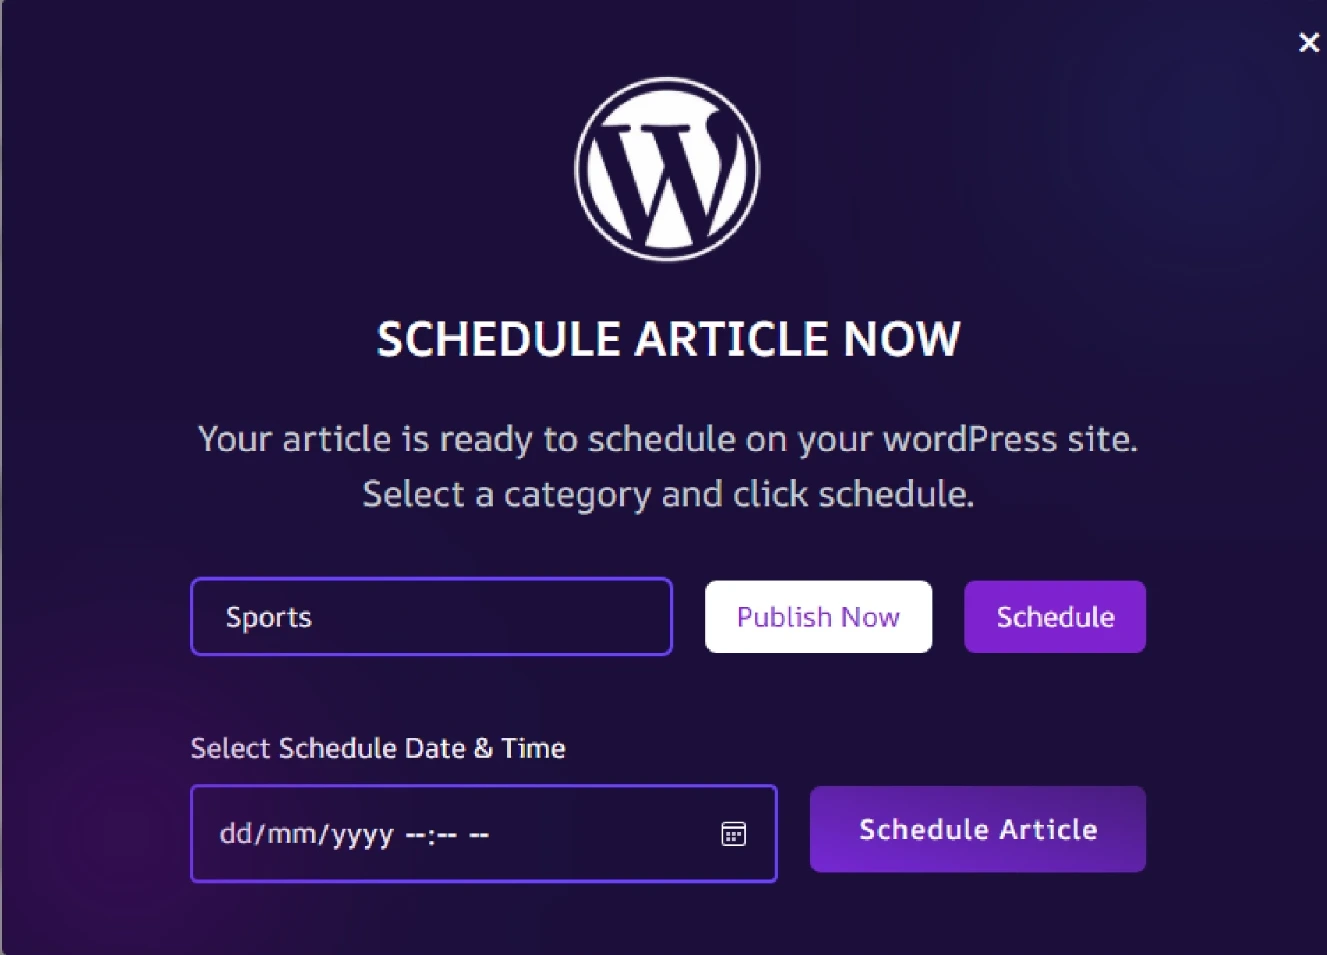 SCHEDULE ARTICLE NOW
Your article is ready to schedule on your wordPress site.
Select a category and click schedule.
Sports
Publish Now
Schedule
Select Schedule Date & Time
dd/mm/yyyy --:-- --
Schedule Article